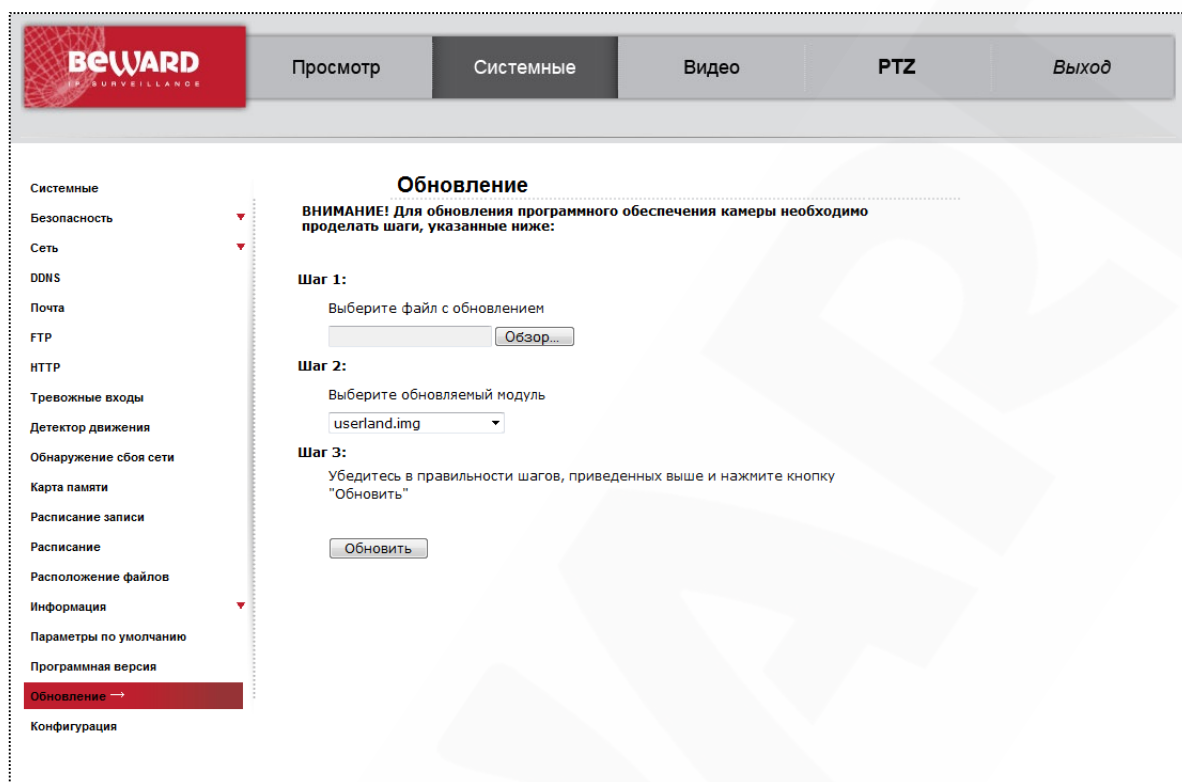 BEWARD
IP SURVEILLANCE
Просмотр
Системные
Видео
PTZ
Выход
Системные
Безопасность
Сеть
DDNS
Почта
FTP
HTTP
Тревожные входы
Детектор движения
Обнаружение сбоя сети
Карта памяти
Расписание записи
Расписание
Расположение файлов
Информация
Параметры по умолчанию
Программная версия
Обновление →
Конфигурация
Обновление
ВНИМАНИЕ! Для обновления программного обеспечения камеры необходимо
проделать шаги, указанные ниже:
Шаг 1:
Выберите файл с обновлением
Обзор...
Шаг 2:
Выберите обновляемый модуль
userland.img
Шаг 3:
Убедитесь в правильности шагов, приведенных выше и нажмите кнопку
"Обновить"
Обновить